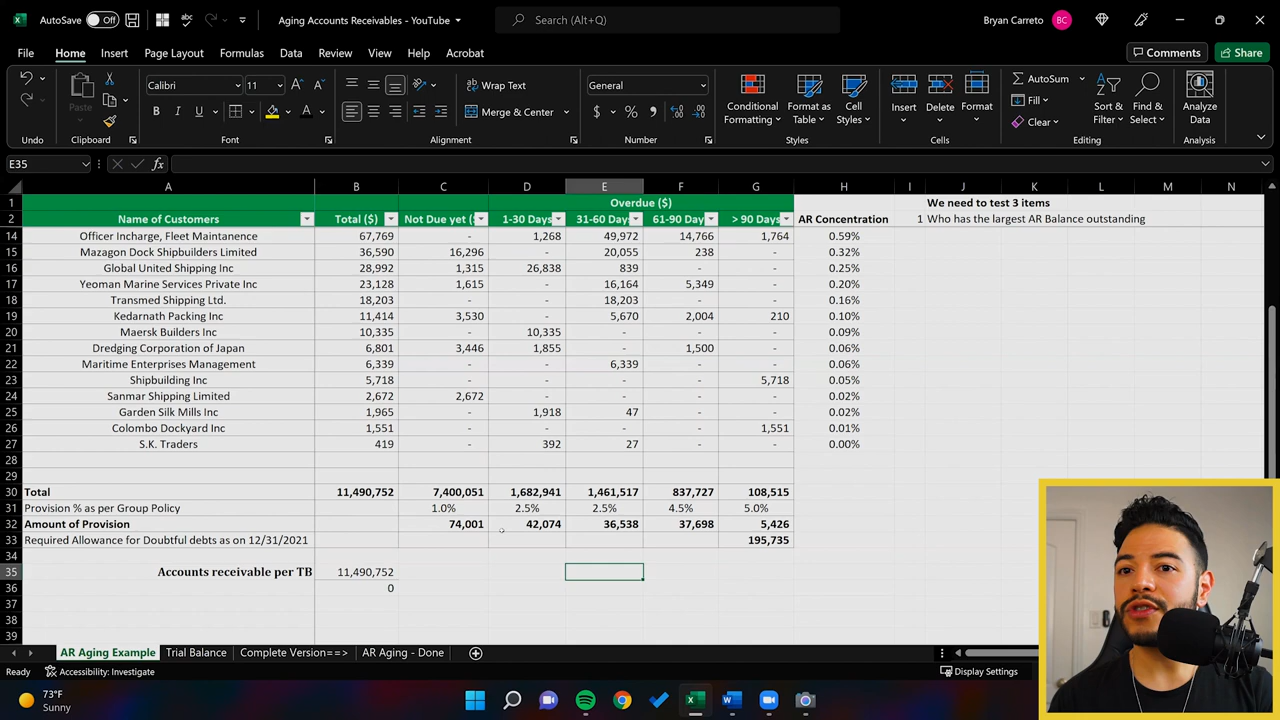 AutoSave Off Aging Accounts Receivables - YouTube Search (Alt+Q) Bryan Carreto BC
File Home Insert Page Layout Formulas Data Review View Help Acrobat Comments Share
Calibri 11 Wrap Text General AutoSum
Paste Merge & Center Conditional Formatting Format as Table Cell Styles Insert Delete Format Fill Clear Sort & Filter Find & Select Analyze Data
Undo Clipboard Font Alignment Number Styles Cells Editing Analysis
E35 fx
A B C D E F G H I J K L M N
1 Overdue ($) We need to test 3 items
2 Name of Customers Total ($) Not Due yet ( 1-30 Days 31-60 Day 61-90 Day > 90 Days AR Concentration 1 Who has the largest AR Balance outstanding
14 Officer Incharge, Fleet Maintanence 67,769 - 1,268 49,972 14,766 1,764 0.59%
15 Mazagon Dock Shipbuilders Limited 36,590 16,296 - 20,055 238 - 0.32%
16 Global United Shipping Inc 28,992 1,315 26,838 839 - - 0.25%
17 Yeoman Marine Services Private Inc 23,128 1,615 - 16,164 5,349 - 0.20%
18 Transmed Shipping Ltd. 18,203 - - 18,203 - - 0.16%
19 Kedarnath Packing Inc 11,414 3,530 - 5,670 2,004 210 0.10%
20 Maersk Builders Inc 10,335 - 10,335 - - - 0.09%
21 Dredging Corporation of Japan 6,801 3,446 1,855 - 1,500 - 0.06%
22 Maritime Enterprises Management 6,339 - - 6,339 - - 0.06%
23 Shipbuilding Inc 5,718 - - - - 5,718 0.05%
24 Sanmar Shipping Limited 2,672 2,672 - - - - 0.02%
25 Garden Silk Mills Inc 1,965 - 1,918 47 - - 0.02%
26 Colombo Dockyard Inc 1,551 - - - - 1,551 0.01%
27 S.K. Traders 419 - 392 27 - - 0.00%
28
29
30 Total 11,490,752 7,400,051 1,682,941 1,461,517 837,727 108,515
31 Provision % as per Group Policy 1.0% 2.5% 2.5% 4.5% 5.0%
32 Amount of Provision 74,001 42,074 36,538 37,698 5,426
33 Required Allowance for Doubtful debts as on 12/31/2021 195,735
34
35 Accounts receivable per TB 11,490,752
36 0
37
38
39
AR Aging Example Trial Balance Complete Version==> AR Aging - Done
Ready Accessibility: Investigate Display Settings
73°F
Sunny